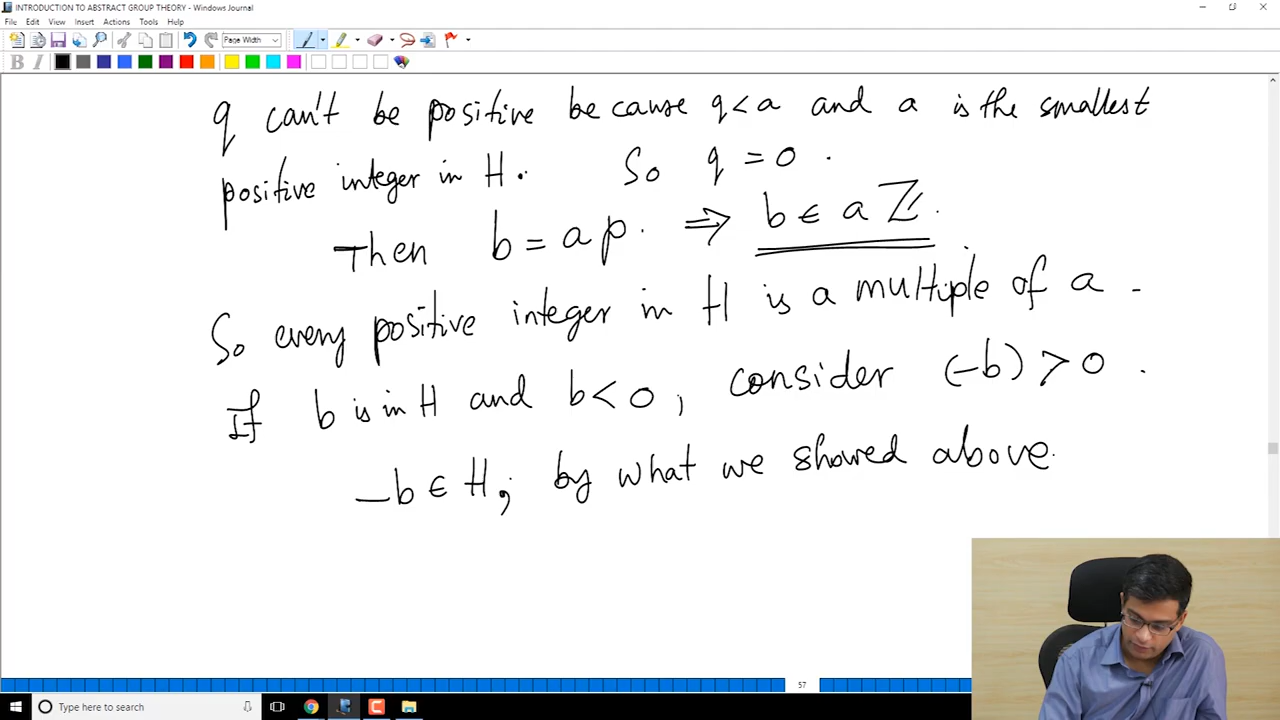 INTRODUCTION TO ABSTRACT GROUP THEORY - Windows Journal
File Edit View Insert Actions Tools Help
Page Width
B I
q can't be positive because q < a and a is the smallest
positive integer in H. So q = 0.
Then b = ap. ⇒ b ∈ aℤ.
So every positive integer in H is a multiple of a.
If b is in H and b < 0, consider (-b) > 0.
-b ∈ H; by what we showed above.
57
Type here to search